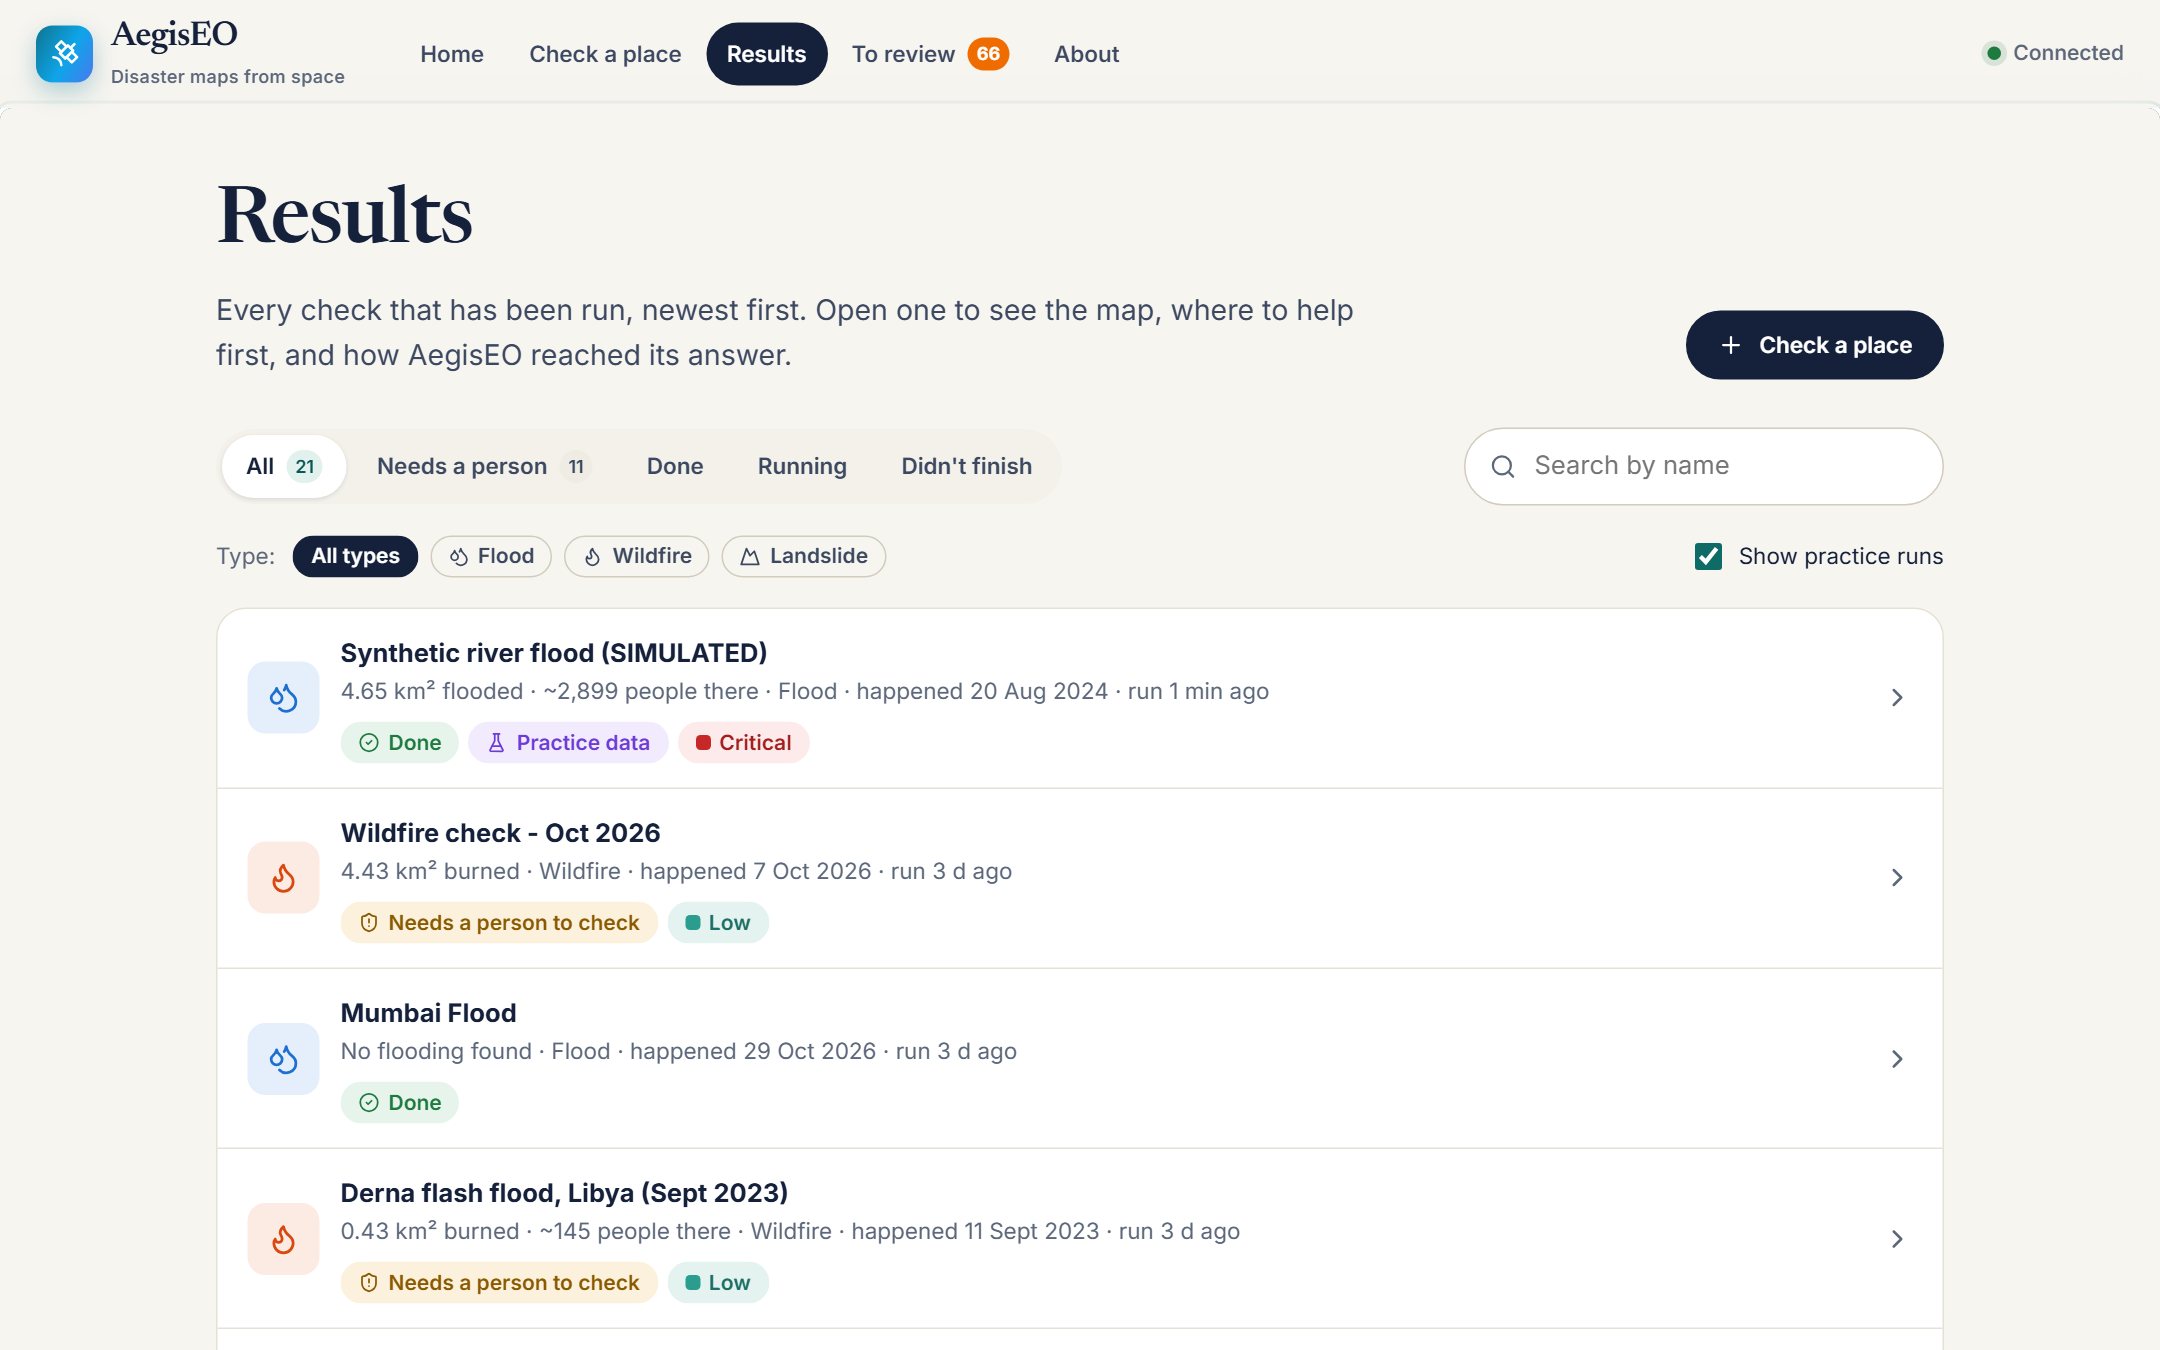 AegisEO
Disaster maps from space
Home
Check a place
Results
To review 66
About
Connected
Results
Every check that has been run, newest first. Open one to see the map, where to help
first, and how AegisEO reached its answer.
+ Check a place
All 21
Needs a person 11
Done
Running
Didn't finish
Search by name
Type:
All types
Flood
Wildfire
Landslide
Show practice runs
Synthetic river flood (SIMULATED)
4.65 km² flooded · ~2,899 people there · Flood · happened 20 Aug 2024 · run 1 min ago
Done
Practice data
Critical
Wildfire check - Oct 2026
4.43 km² burned · Wildfire · happened 7 Oct 2026 · run 3 d ago
Needs a person to check
Low
Mumbai Flood
No flooding found · Flood · happened 29 Oct 2026 · run 3 d ago
Done
Derna flash flood, Libya (Sept 2023)
0.43 km² burned · ~145 people there · Wildfire · happened 11 Sept 2023 · run 3 d ago
Needs a person to check
Low